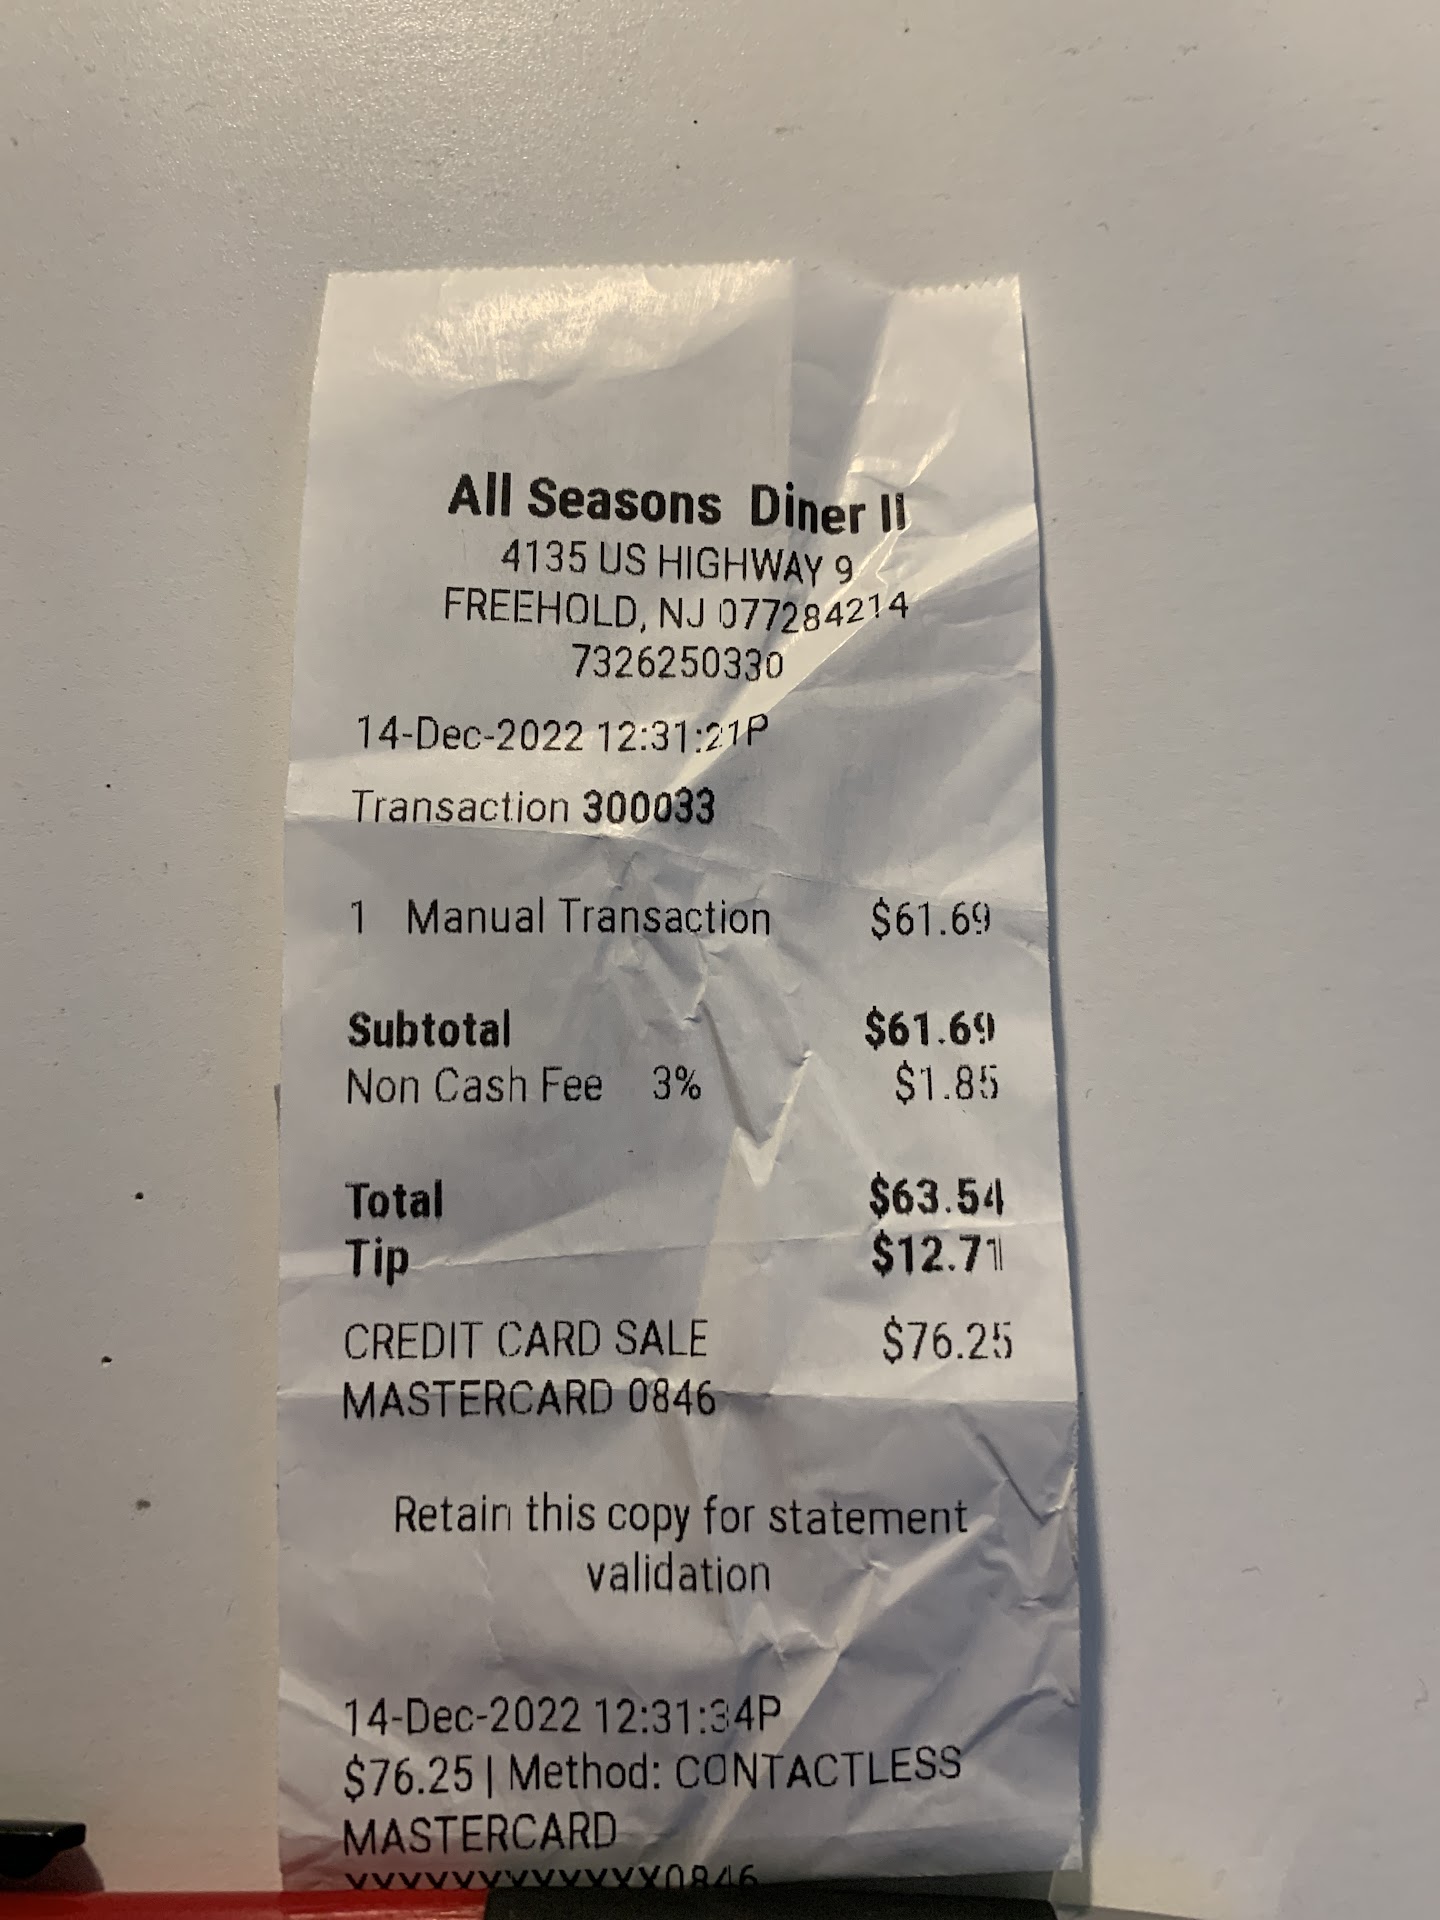 All Seasons Diner II
4135 US HIGHWAY 9
FREEHOLD, NJ 077284214
7326250330
14-Dec-2022 12:31:21P
Transaction 300033
1 Manual Transaction $61.69
Subtotal $61.69
Non Cash Fee 3% $1.85
Total $63.54
Tip $12.71
CREDIT CARD SALE $76.25
MASTERCARD 0846
Retain this copy for statement
validation
14-Dec-2022 12:31:34P
$76.25 | Method: CONTACTLESS
MASTERCARD
XXXXXXXXXXXX0846